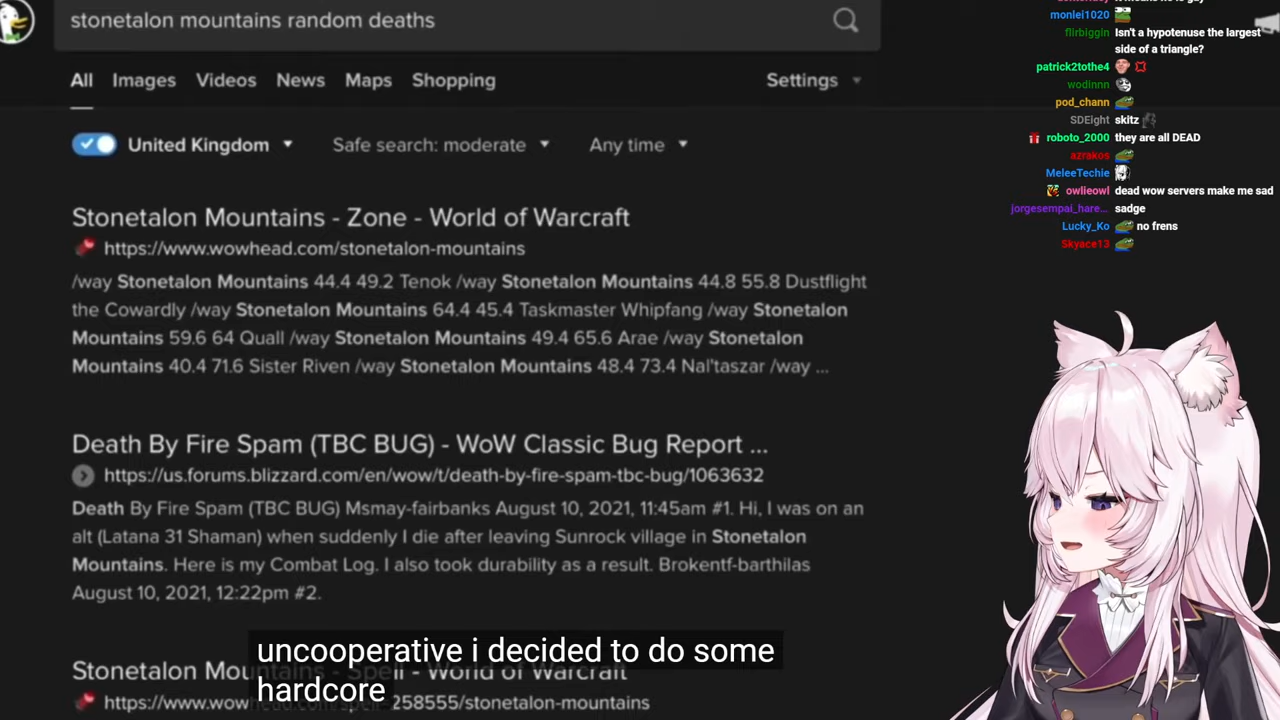 stonetalon mountains random deaths
All Images Videos News Maps Shopping Settings
United Kingdom Safe search: moderate Any time
Stonetalon Mountains - Zone - World of Warcraft
https://www.wowhead.com/stonetalon-mountains
/way Stonetalon Mountains 44.4 49.2 Tenok /way Stonetalon Mountains 44.8 55.8 Dustflight
the Cowardly /way Stonetalon Mountains 64.4 45.4 Taskmaster Whipfang /way Stonetalon
Mountains 59.6 64 Quall /way Stonetalon Mountains 49.4 65.6 Arae /way Stonetalon
Mountains 40.4 71.6 Sister Riven /way Stonetalon Mountains 48.4 73.4 Nal'taszar /way ...
Death By Fire Spam (TBC BUG) - WoW Classic Bug Report ...
https://us.forums.blizzard.com/en/wow/t/death-by-fire-spam-tbc-bug/1063632
Death By Fire Spam (TBC BUG) Msmay-fairbanks August 10, 2021, 11:45am #1. Hi, I was on an
alt (Latana 31 Shaman) when suddenly I die after leaving Sunrock village in Stonetalon
Mountains. Here is my Combat Log. I also took durability as a result. Brokentf-barthilas
August 10, 2021, 12:22pm #2.
Stonetalon Mountains - Spell - World of Warcraft
258555/stonetalon-mountains
uncooperative i decided to do some
hardcore
monlei1020
flirbiggin Isn't a hypotenuse the largest
side of a triangle?
patrick2tothe4
wodinnn
pod_chann
SDEight skitz
roboto_2000 they are all DEAD
azrakos
MeleeTechie
owlieowl dead wow servers make me sad
jorgesempai_hare... sadge
Lucky_Ko no frens
Skyace13